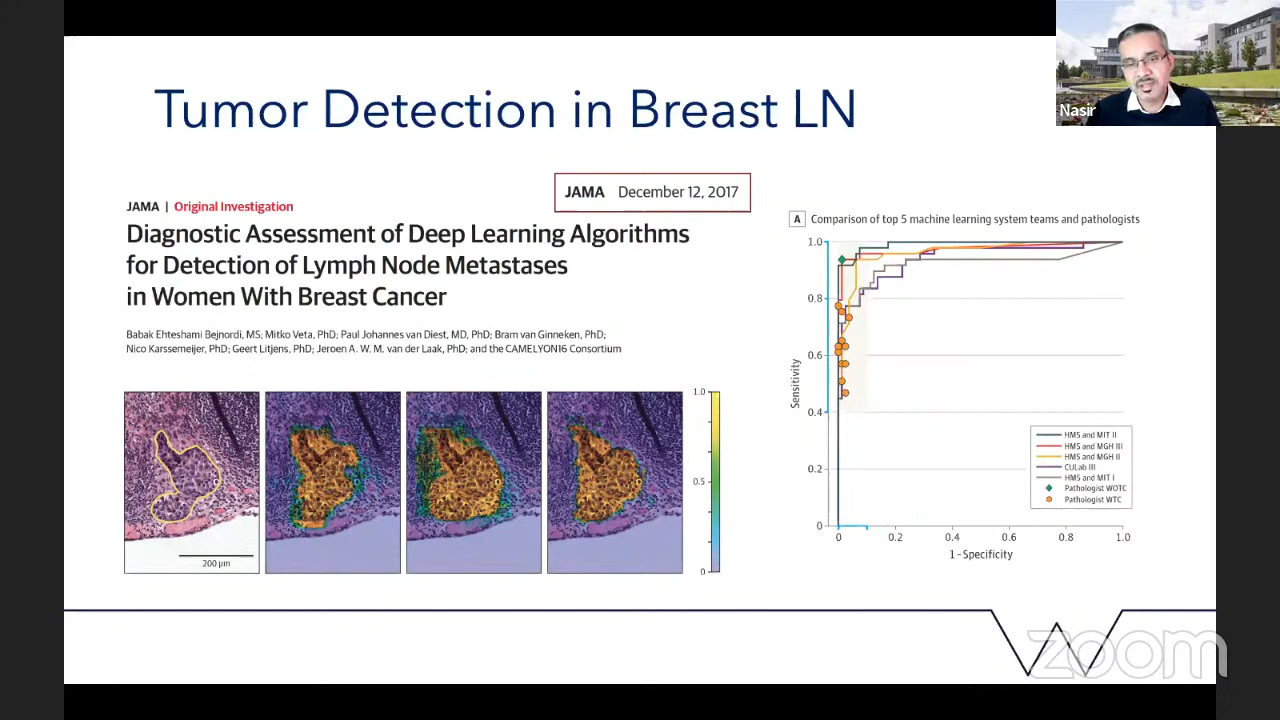 Tumor Detection in Breast LN
Nasir
JAMA December 12, 2017
JAMA | Original Investigation
Diagnostic Assessment of Deep Learning Algorithms
for Detection of Lymph Node Metastases
in Women With Breast Cancer
Babak Ehteshami Bejnordi, MS; Mitko Veta, PhD; Paul Johannes van Diest, MD, PhD; Bram van Ginneken, PhD;
Nico Karssemeijer, PhD; Geert Litjens, PhD; Jeroen A. W. M. van der Laak, PhD; and the CAMELYON16 Consortium
200 μm
1.0
0.5
0
A Comparison of top 5 machine learning system teams and pathologists
1.0
0.8
0.6
0.4
0.2
0
Sensitivity
HMS and MIT II
HMS and MGH III
HMS and MGH II
CULab III
HMS and MIT I
Pathologist WOTC
Pathologist WTC
0 0.2 0.4 0.6 0.8 1.0
1-Specificity
zoom